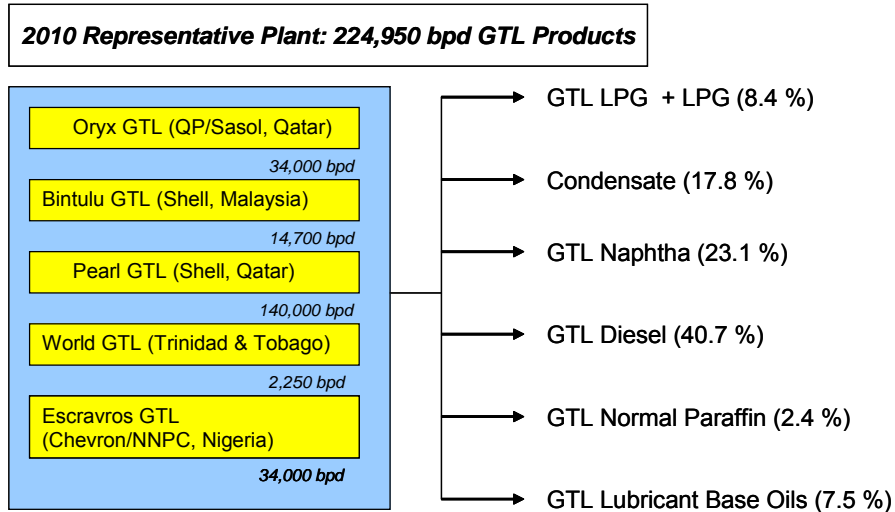 2010 Representative Plant: 224,950 bpd GTL Products
Oryx GTL (QP/Sasol, Qatar)
34,000 bpd
Bintulu GTL (Shell, Malaysia)
14,700 bpd
Pearl GTL (Shell, Qatar)
140,000 bpd
World GTL (Trinidad & Tobago)
2,250 bpd
Escravros GTL
(Chevron/NNPC, Nigeria)
34,000 bpd
GTL LPG + LPG (8.4 %)
Condensate (17.8 %)
GTL Naphtha (23.1 %)
GTL Diesel (40.7 %)
GTL Normal Paraffin (2.4 %)
GTL Lubricant Base Oils (7.5 %)